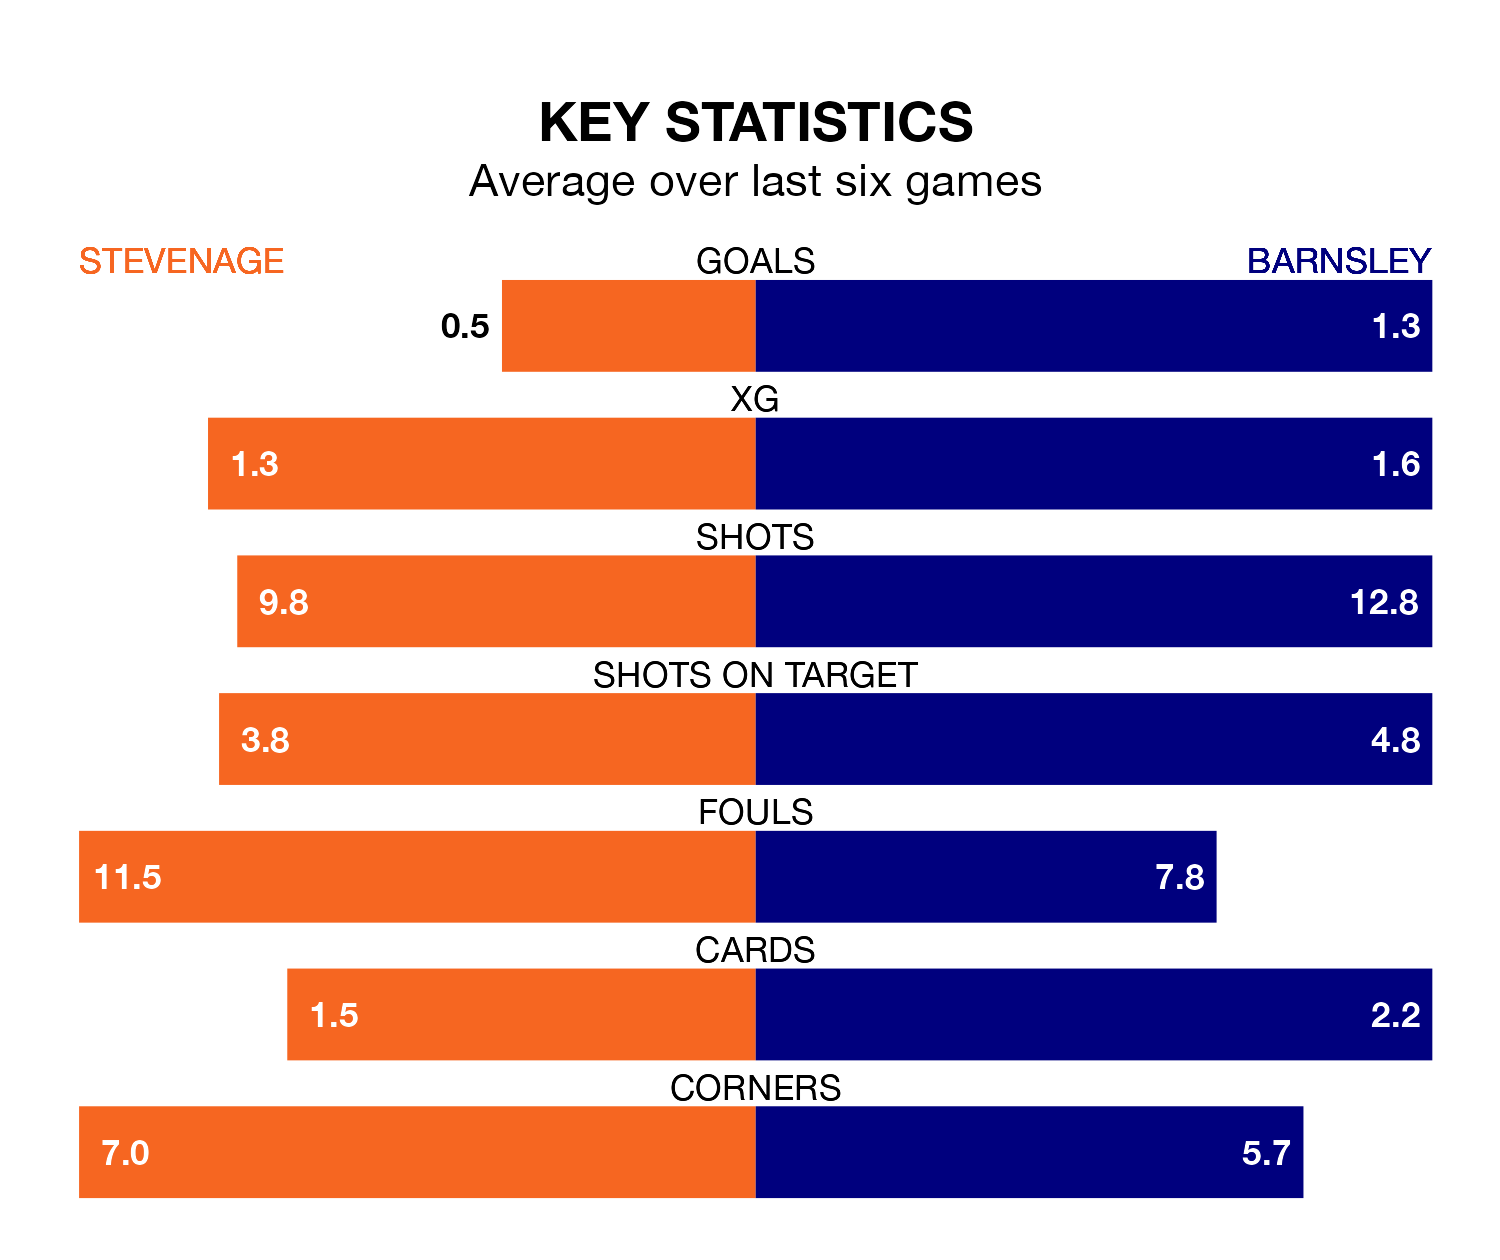 KEY STATISTICS
Average over last six games
STEVENAGE GOALS BARNSLEY
0.5 1.3
XG
1.3 1.6
SHOTS
9.8 12.8
SHOTS ON TARGET
3.8 4.8
FOULS
11.5 7.8
CARDS
1.5 2.2
CORNERS
7.0 5.7